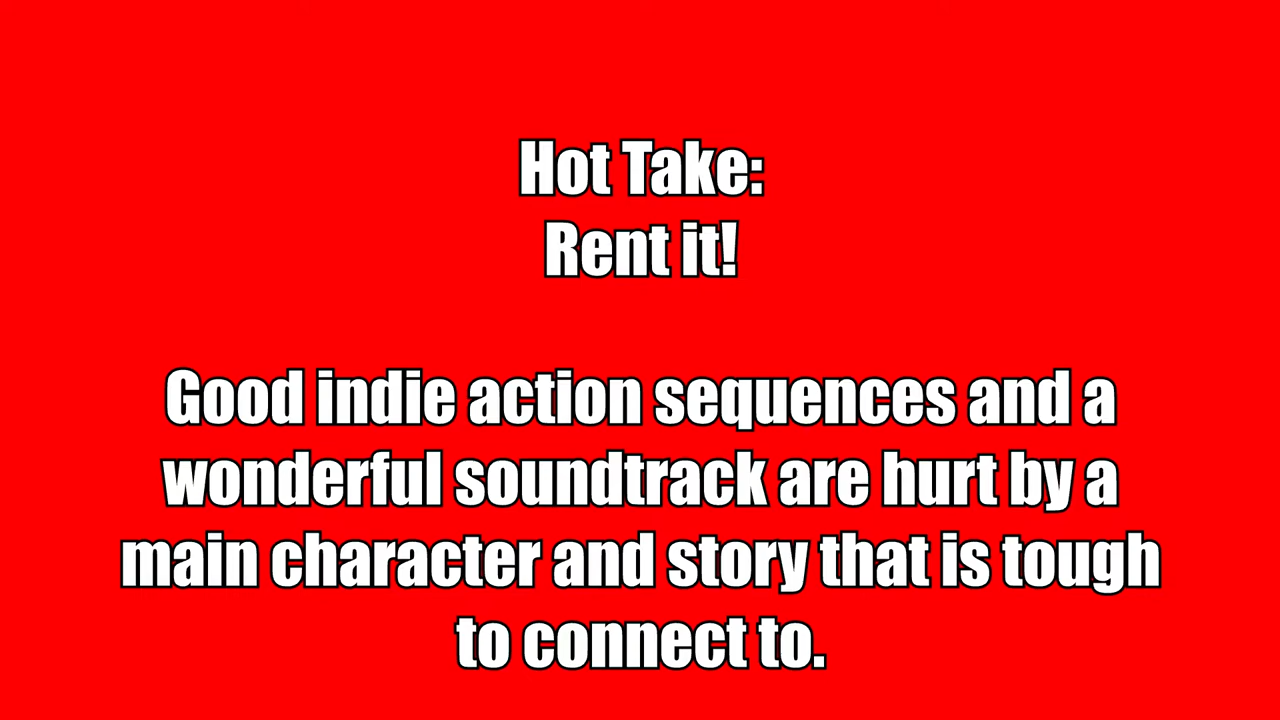 Hot Take:
Rent it!
Good indie action sequences and a
wonderful soundtrack are hurt by a
main character and story that is tough
to connect to.